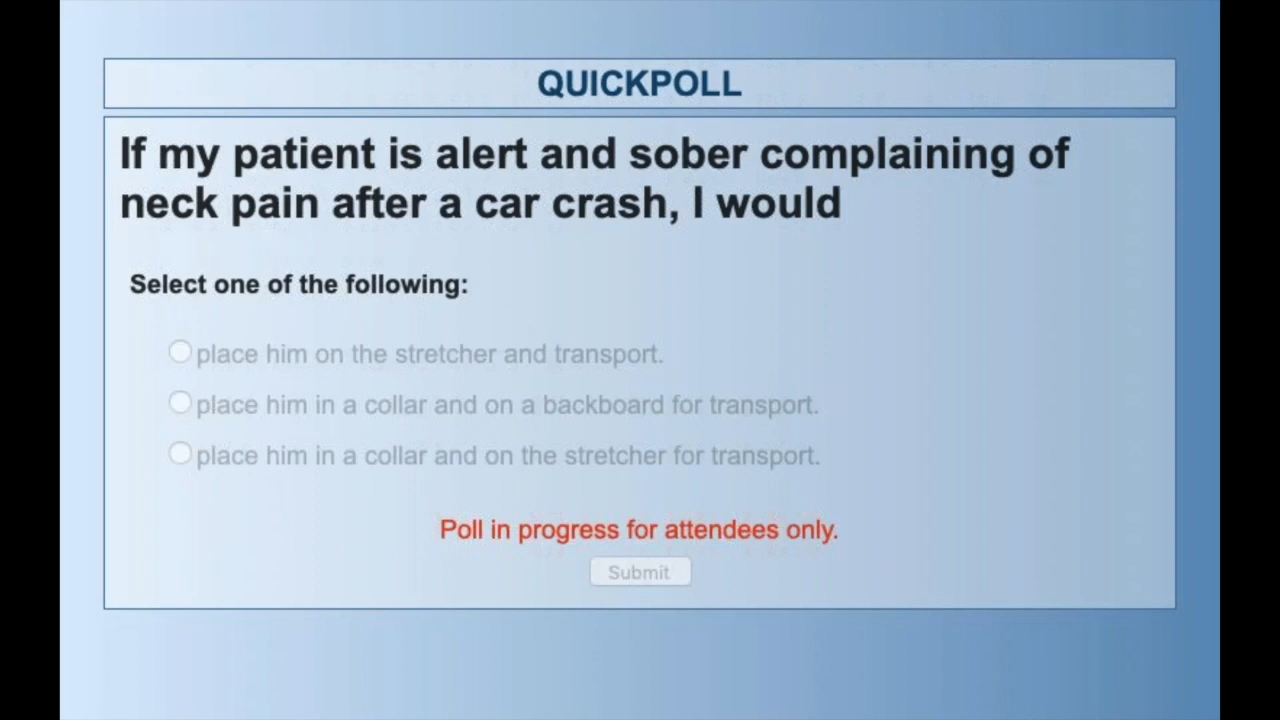 QUICKPOLL
If my patient is alert and sober complaining of
neck pain after a car crash, I would
Select one of the following:
place him on the stretcher and transport.
place him in a collar and on a backboard for transport.
place him in a collar and on the stretcher for transport.
Poll in progress for attendees only.
Submit